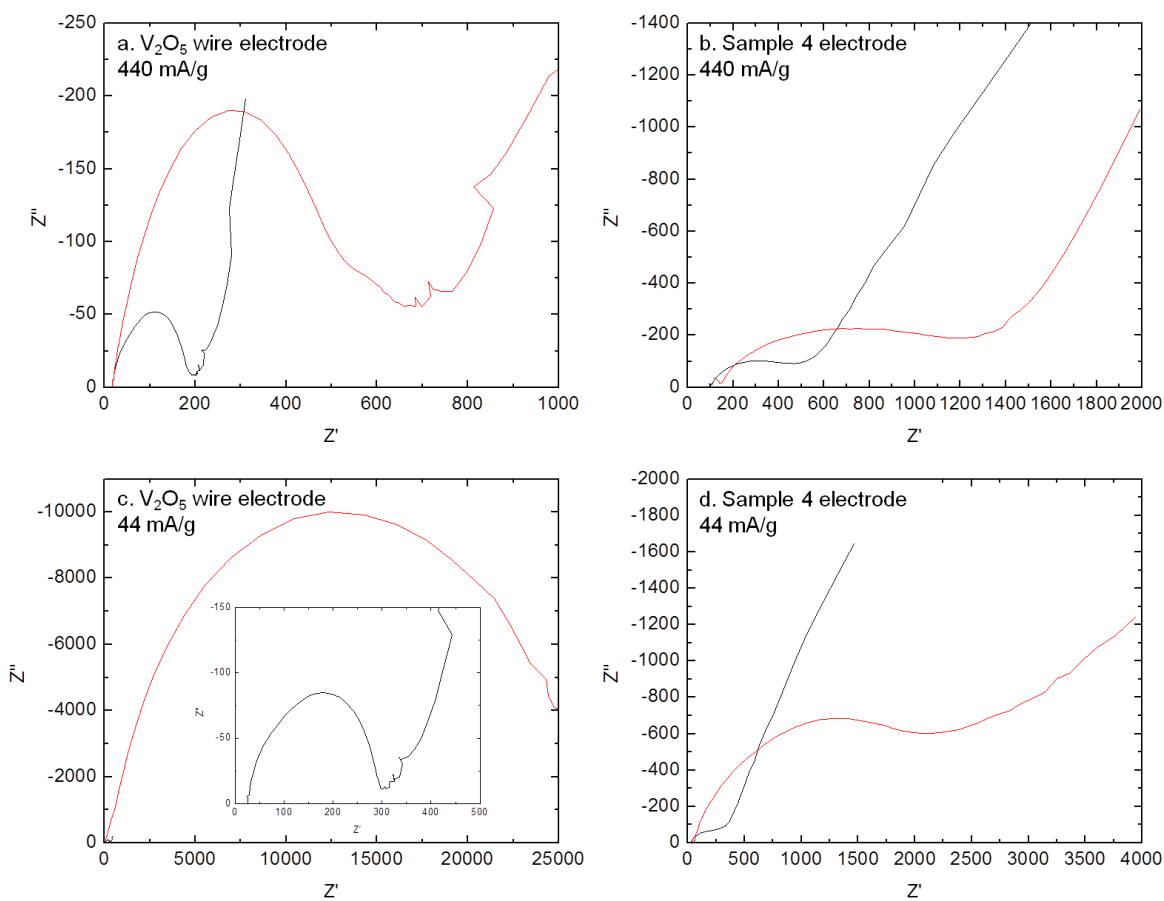 a. V₂O₅ wire electrode
440 mA/g
-250
-200
-150
-100
-50
0
Z"
0 200 400 600 800 1000
Z'
b. Sample 4 electrode
440 mA/g
-1400
-1200
-1000
-800
-600
-400
-200
0
Z"
0 200 400 600 800 1000 1200 1400 1600 1800 2000
Z'
c. V₂O₅ wire electrode
44 mA/g
-10000
-8000
-6000
-4000
-2000
0
Z"
0 5000 10000 15000 20000 25000
Z'
-150
-100
-50
0
Z"
0 100 200 300 400 500
Z'
d. Sample 4 electrode
44 mA/g
-2000
-1800
-1600
-1400
-1200
-1000
-800
-600
-400
-200
0
Z"
0 500 1000 1500 2000 2500 3000 3500 4000
Z'